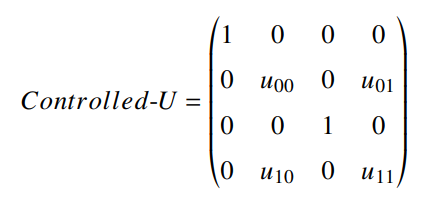 1 0 0 0
0 u₀₀ 0 u₀₁
Controlled-U =
0 0 1 0
0 u₁₀ 0 u₁₁